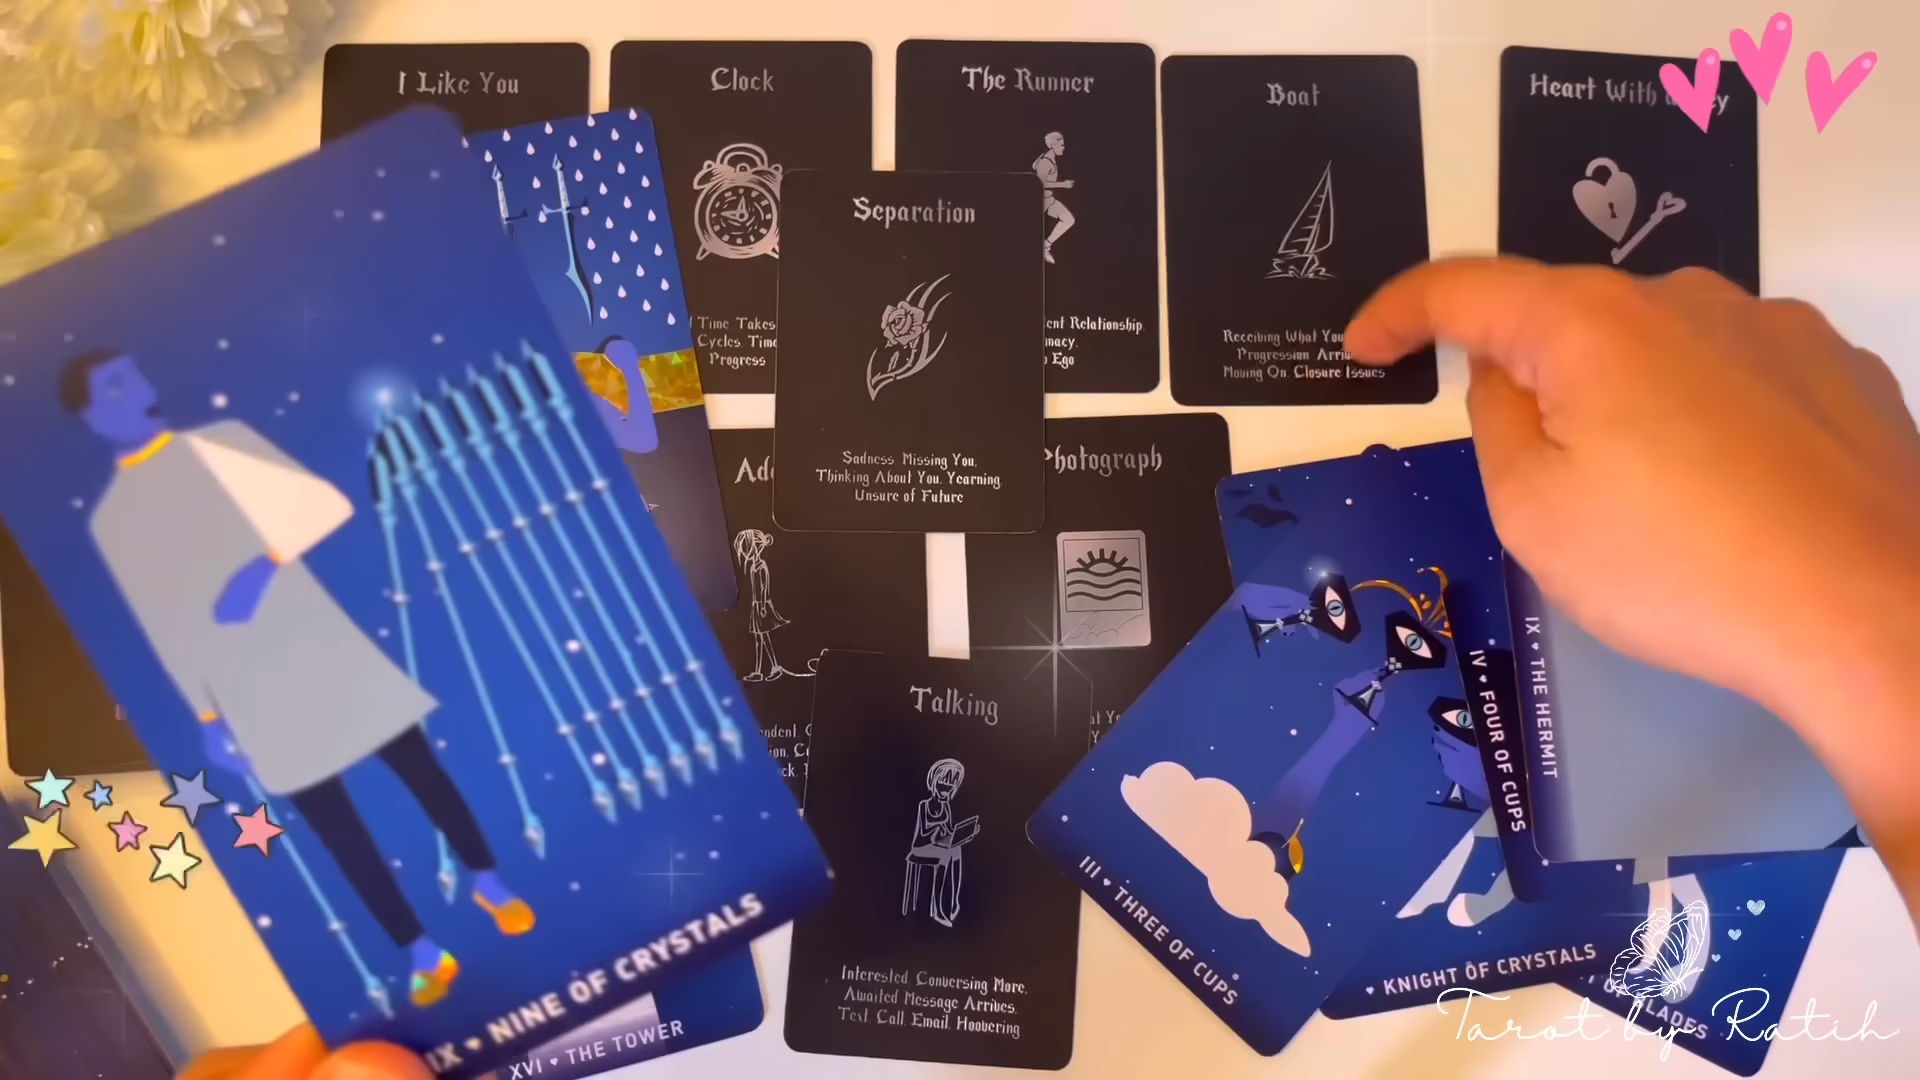 I Like You
Clock
The Runner
Boat
Heart With
Separation
Time Takes
Cycles, Time
Progress
Relationship,
Ego
Receiving What You
Progression
Moving On, Closure Issues
Sadness, Missing You,
Thinking About You, Yearning,
Unsure of Future
Photograph
IX ♥ THE HERMIT
IV ♥ FOUR OF CUPS
Talking
III ♥ THREE OF CUPS
♥ KNIGHT OF CRYSTALS
OF BLADES
IX ♥ NINE OF CRYSTALS
XVI ♥ THE TOWER
Interested, Conversing More,
Awaited Message Arrives,
Text, Call, Email, Hoovering
Tarot by Ratih